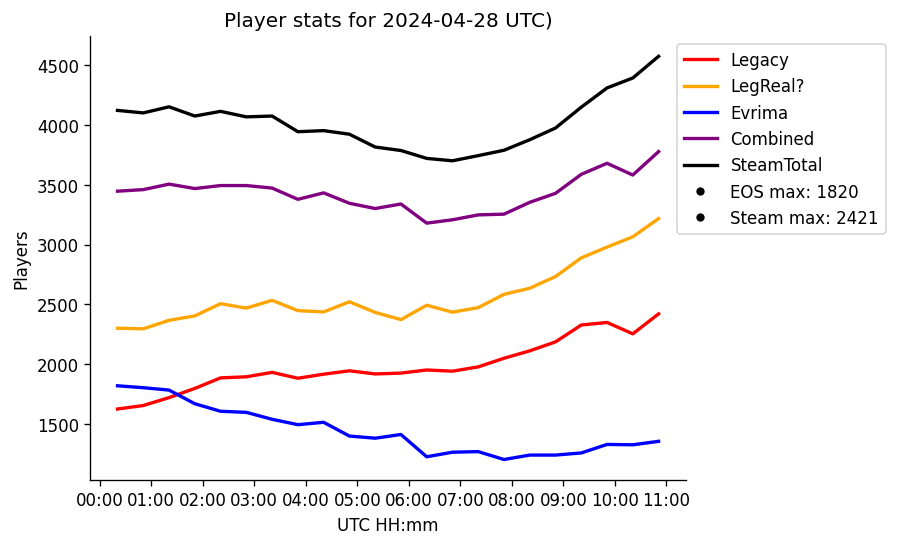 Player stats for 2024-04-28 UTC)
4500
4000
3500
3000
2500
2000
1500
Players
00:00 01:00 02:00 03:00 04:00 05:00 06:00 07:00 08:00 09:00 10:00 11:00
UTC HH:mm
Legacy
LegReal?
Evrima
Combined
SteamTotal
EOS max: 1820
Steam max: 2421